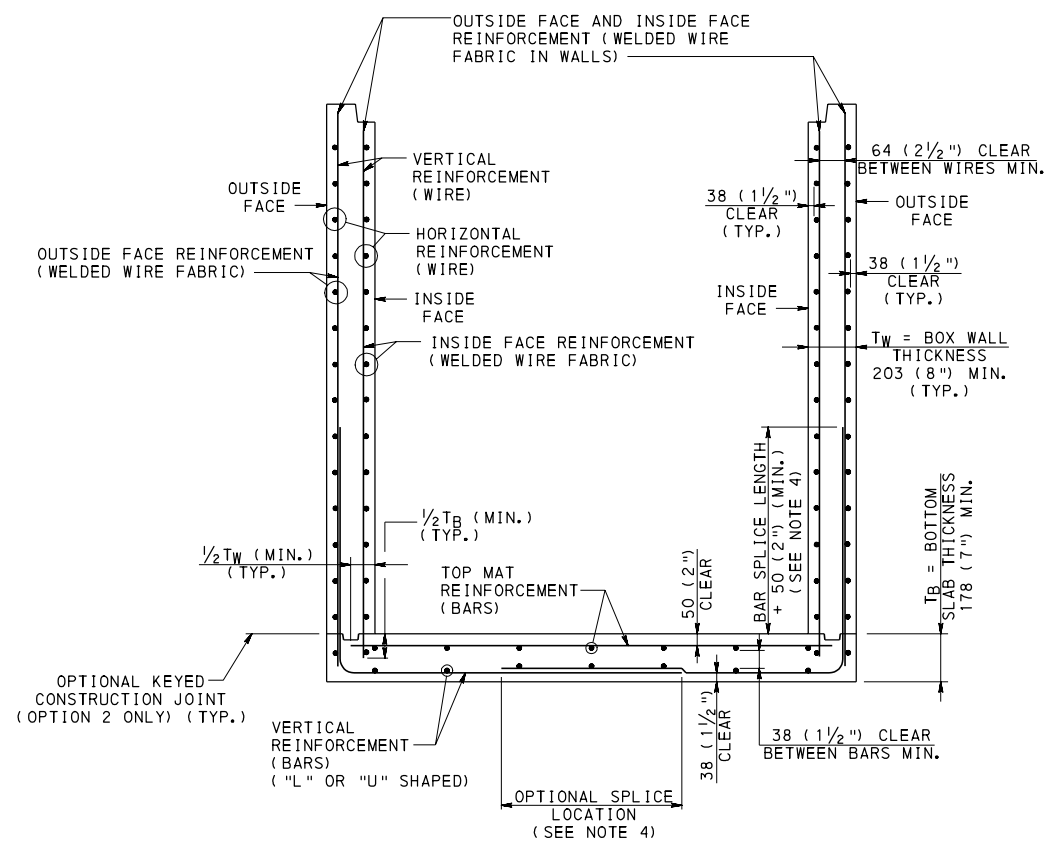 OUTSIDE FACE AND INSIDE FACE
REINFORCEMENT (WELDED WIRE
FABRIC IN WALLS)
VERTICAL
REINFORCEMENT
(WIRE)
OUTSIDE
FACE
HORIZONTAL
REINFORCEMENT
(WIRE)
OUTSIDE FACE REINFORCEMENT
(WELDED WIRE FABRIC)
INSIDE
FACE
INSIDE FACE REINFORCEMENT
(WELDED WIRE FABRIC)
64 (2½") CLEAR
BETWEEN WIRES MIN.
38 (1½")
CLEAR
(TYP.)
OUTSIDE
FACE
38 (1½")
CLEAR
(TYP.)
INSIDE
FACE
TW = BOX WALL
THICKNESS
203 (8") MIN.
(TYP.)
½TB (MIN.)
(TYP.)
½TW (MIN.)
(TYP.)
TOP MAT
REINFORCEMENT
(BARS)
50 (2")
CLEAR
BAR SPLICE LENGTH
+ 50 (2") (MIN.)
(SEE NOTE 4)
TB = BOTTOM
SLAB THICKNESS
178 (7") MIN.
OPTIONAL KEYED
CONSTRUCTION JOINT
(OPTION 2 ONLY) (TYP.)
VERTICAL
REINFORCEMENT
(BARS)
("L" OR "U" SHAPED)
38 (1½")
CLEAR
38 (1½") CLEAR
BETWEEN BARS MIN.
OPTIONAL SPLICE
LOCATION
(SEE NOTE 4)